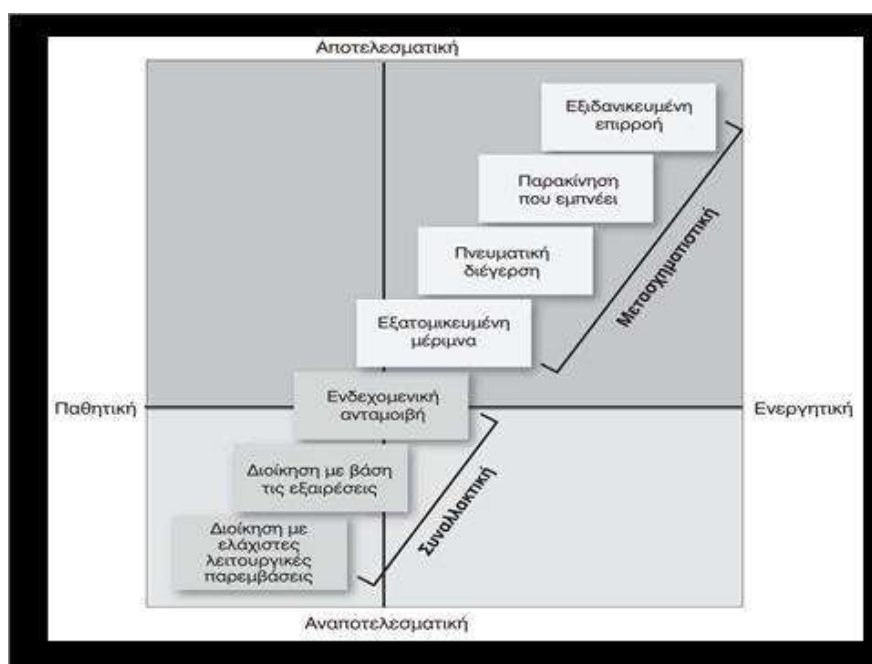 Αποτελεσματική
Εξιδανικευμένη
επιρροή
Παρακίνηση
που εμπνέει
Πνευματική
διέγερση
Μετασχηματιστική
Εξατομικευμένη
μέριμνα
Ενδεχομενική
ανταμοιβή
Παθητική
Ενεργητική
Διοίκηση με βάση
τις εξαιρέσεις
Συναλλακτική
Διοίκηση με
ελάχιστες
λειτουργικές
παρεμβάσεις
Αναποτελεσματική